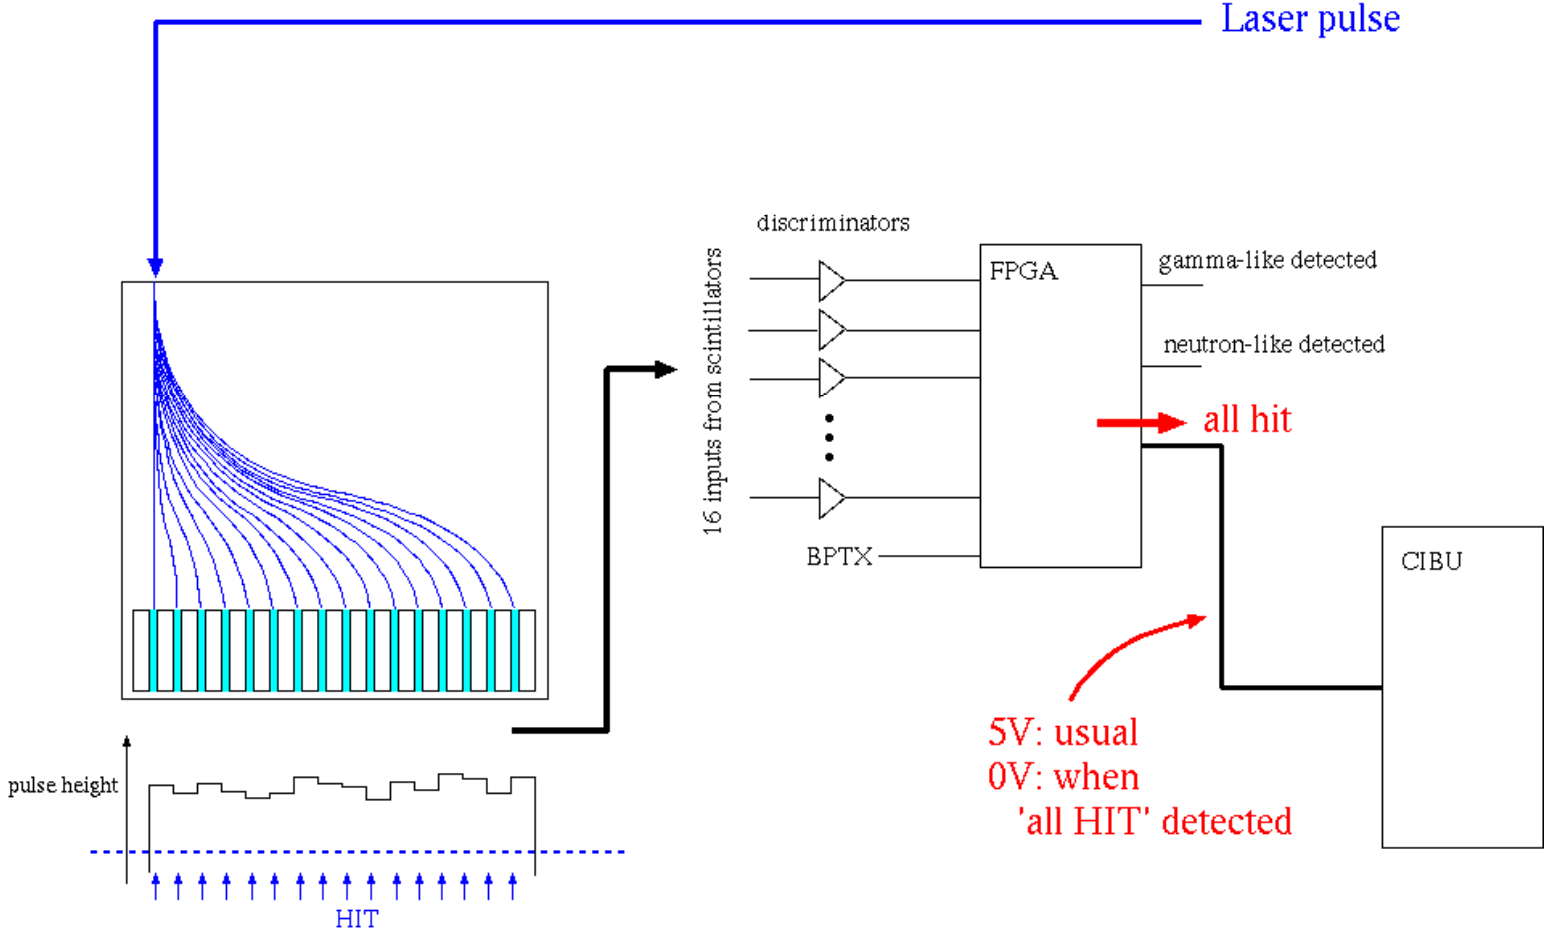 Laser pulse
discriminators
16 inputs from scintillators
FPGA
gamma-like detected
neutron-like detected
all hit
BPTX
CIBU
5V: usual
0V: when
'all HIT' detected
pulse height
HIT